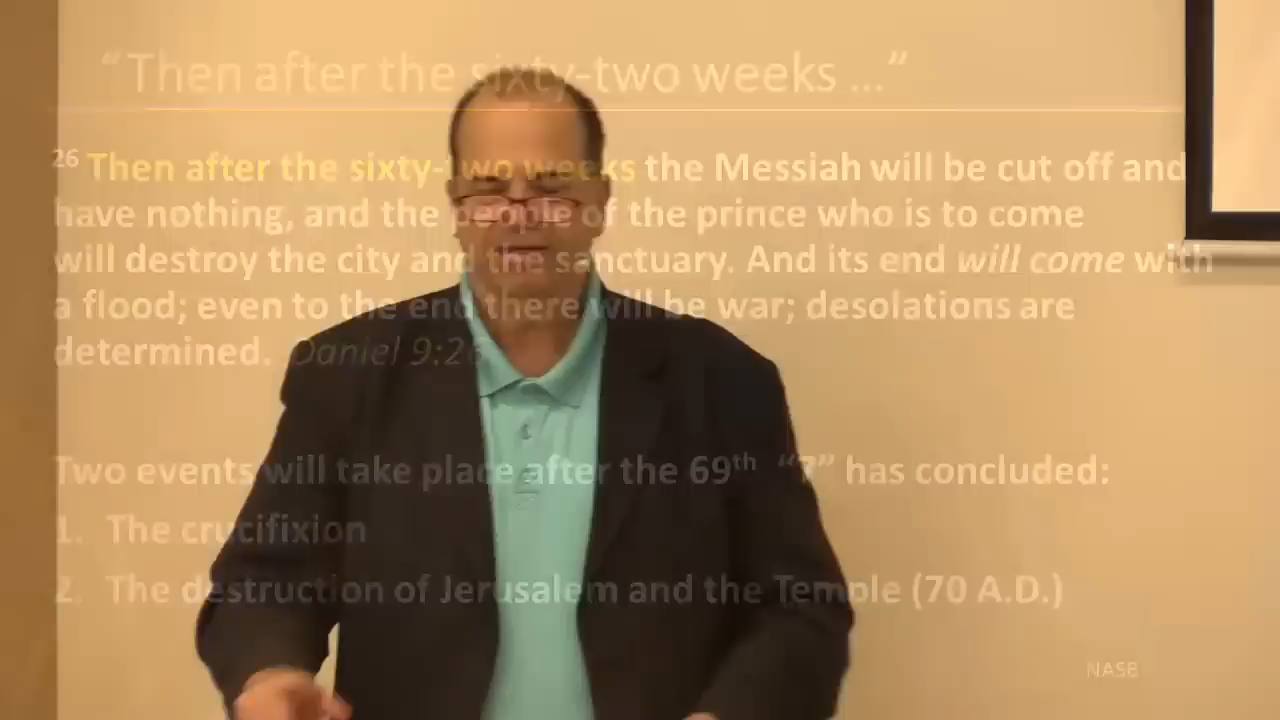 “Then after the sixty-two weeks ...”
26 Then after the sixty-two weeks the Messiah will be cut off and
have nothing, and the people of the prince who is to come
will destroy the city and the sanctuary. And its end will come with
a flood; even to the end there will be war; desolations are
determined. Daniel 9:26
Two events will take place after the 69th “7” has concluded:
1. The crucifixion
2. The destruction of Jerusalem and the Temple (70 A.D.)
NASB